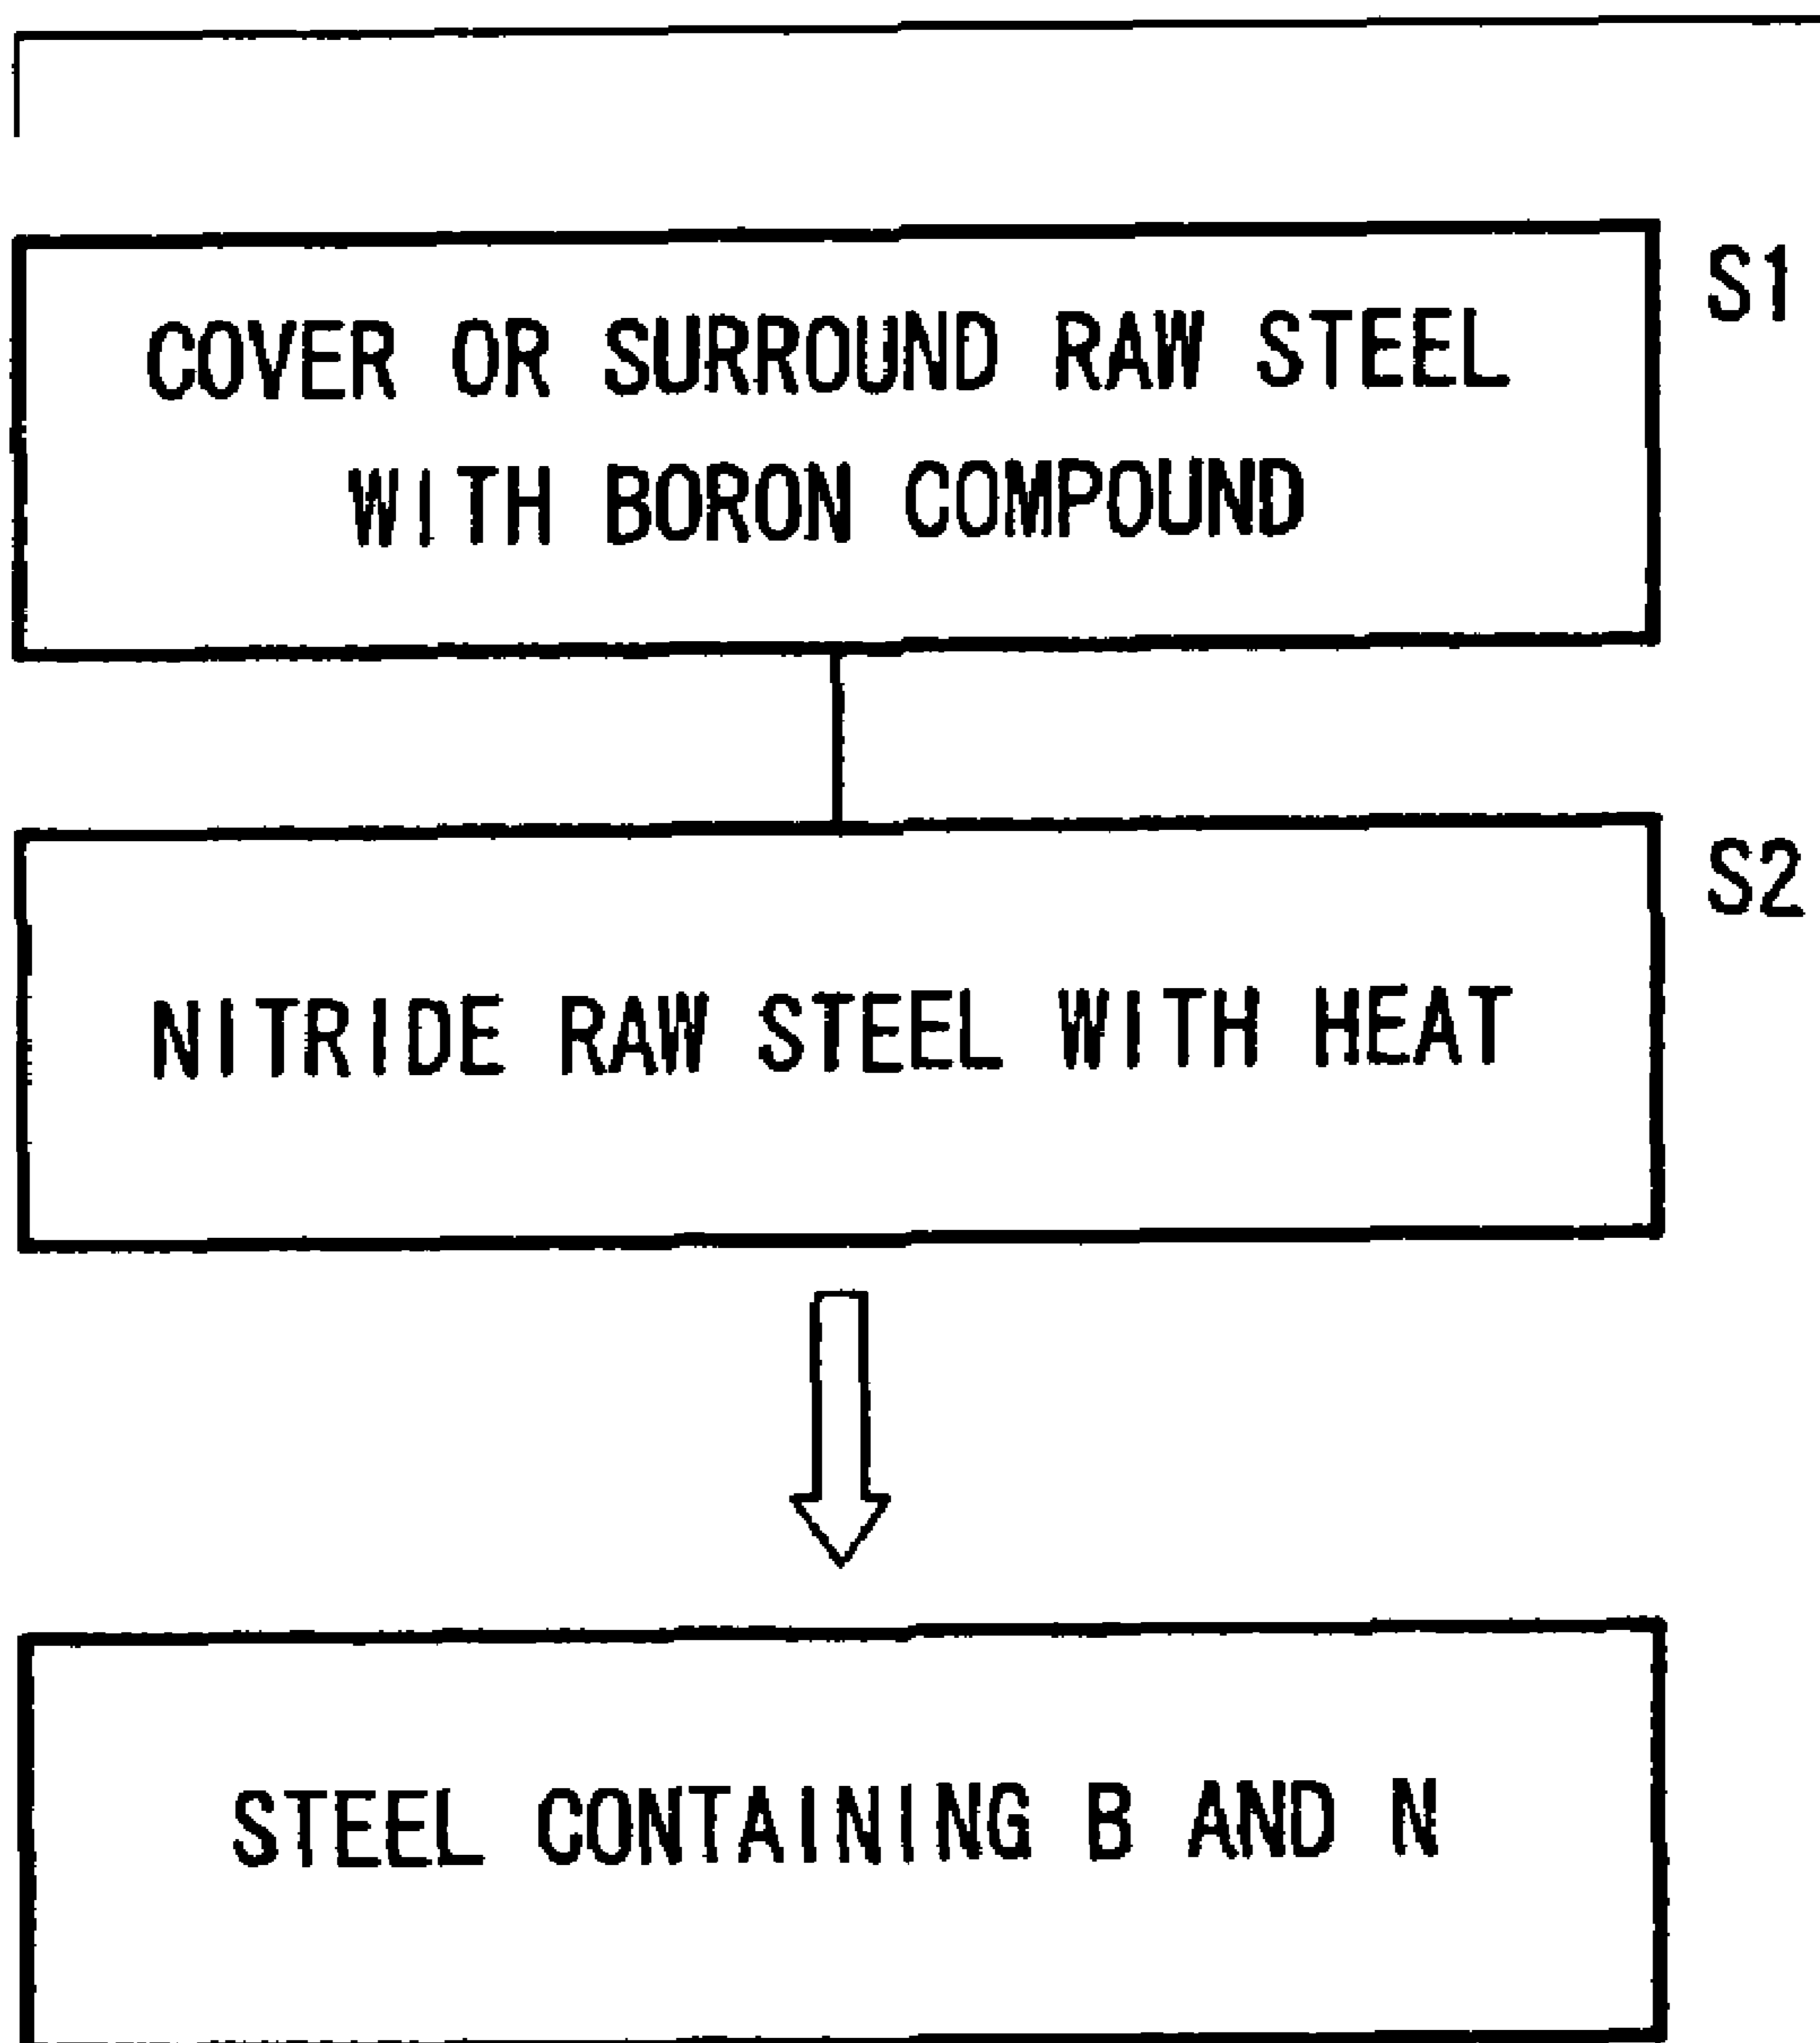 S1
COVER OR SURROUND RAW STEEL
WITH BORON COMPOUND
S2
NITRIDE RAW STEEL WITH HEAT
STEEL CONTAINING B AND N